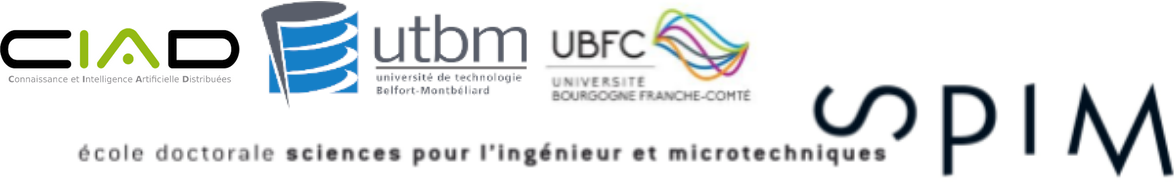 CIAD
Connaissance et Intelligence Artificielle Distribuées
utbm
université de technologie
Belfort-Montbéliard
UBFC
UNIVERSITÉ
BOURGOGNE FRANCHE-COMTÉ
SPIM
école doctorale sciences pour l'ingénieur et microtechniques